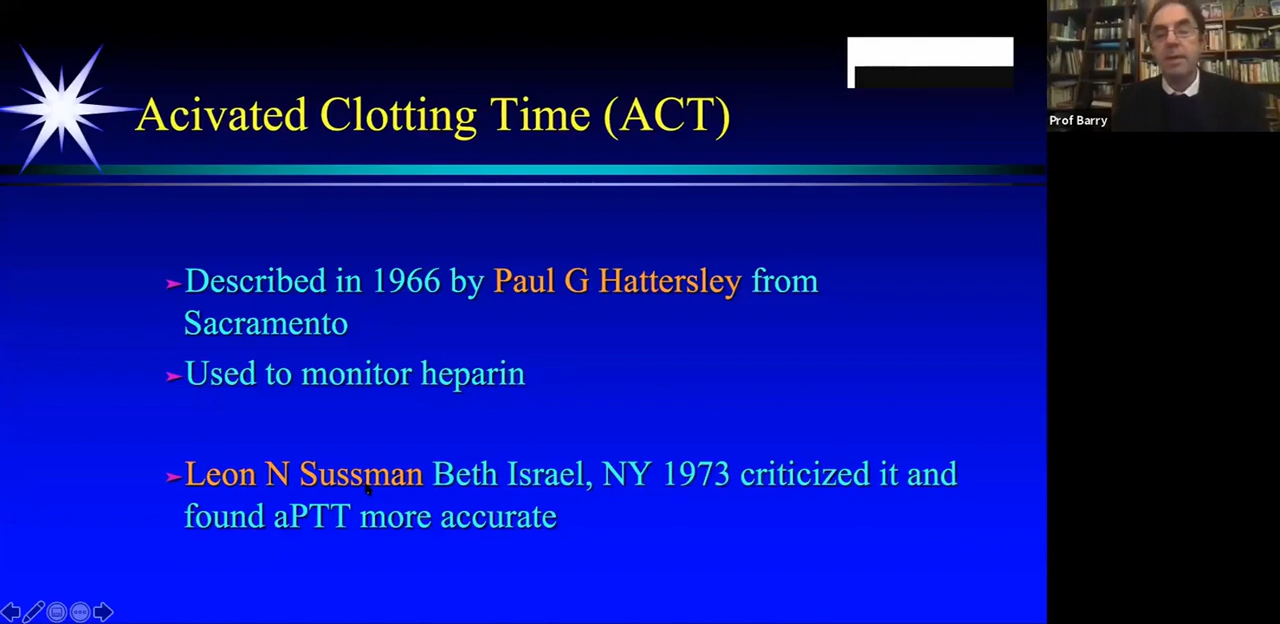 Acivated Clotting Time (ACT)
Prof Barry
➢Described in 1966 by Paul G Hattersley from
Sacramento
➢Used to monitor heparin
➢Leon N Sussman Beth Israel, NY 1973 criticized it and
found aPTT more accurate